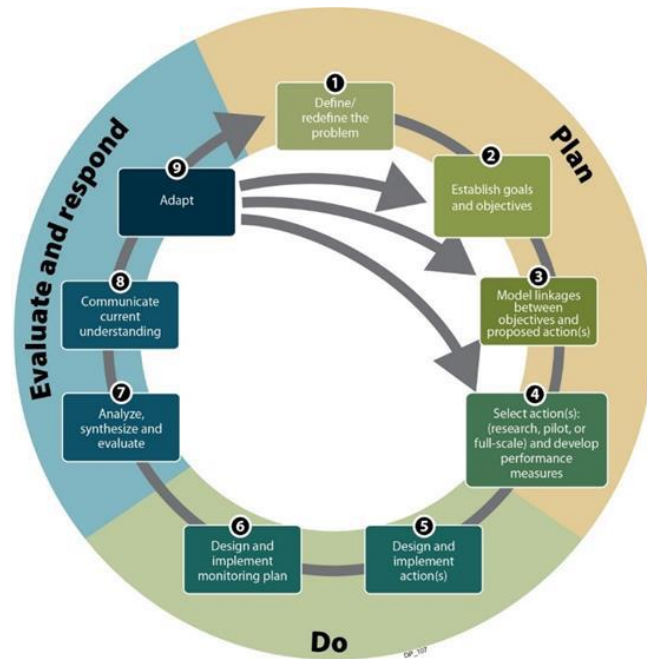 1
Define/
redefine the
problem
2
Establish goals
and objectives
3
Model linkages
between
objectives and
proposed action(s)
4
Select action(s):
(research, pilot, or
full-scale) and develop
performance
measures
5
Design and
implement
action(s)
6
Design and
implement
monitoring plan
7
Analyze,
synthesize and
evaluate
8
Communicate
current
understanding
9
Adapt
Plan
Do
Evaluate and respond
DP_107